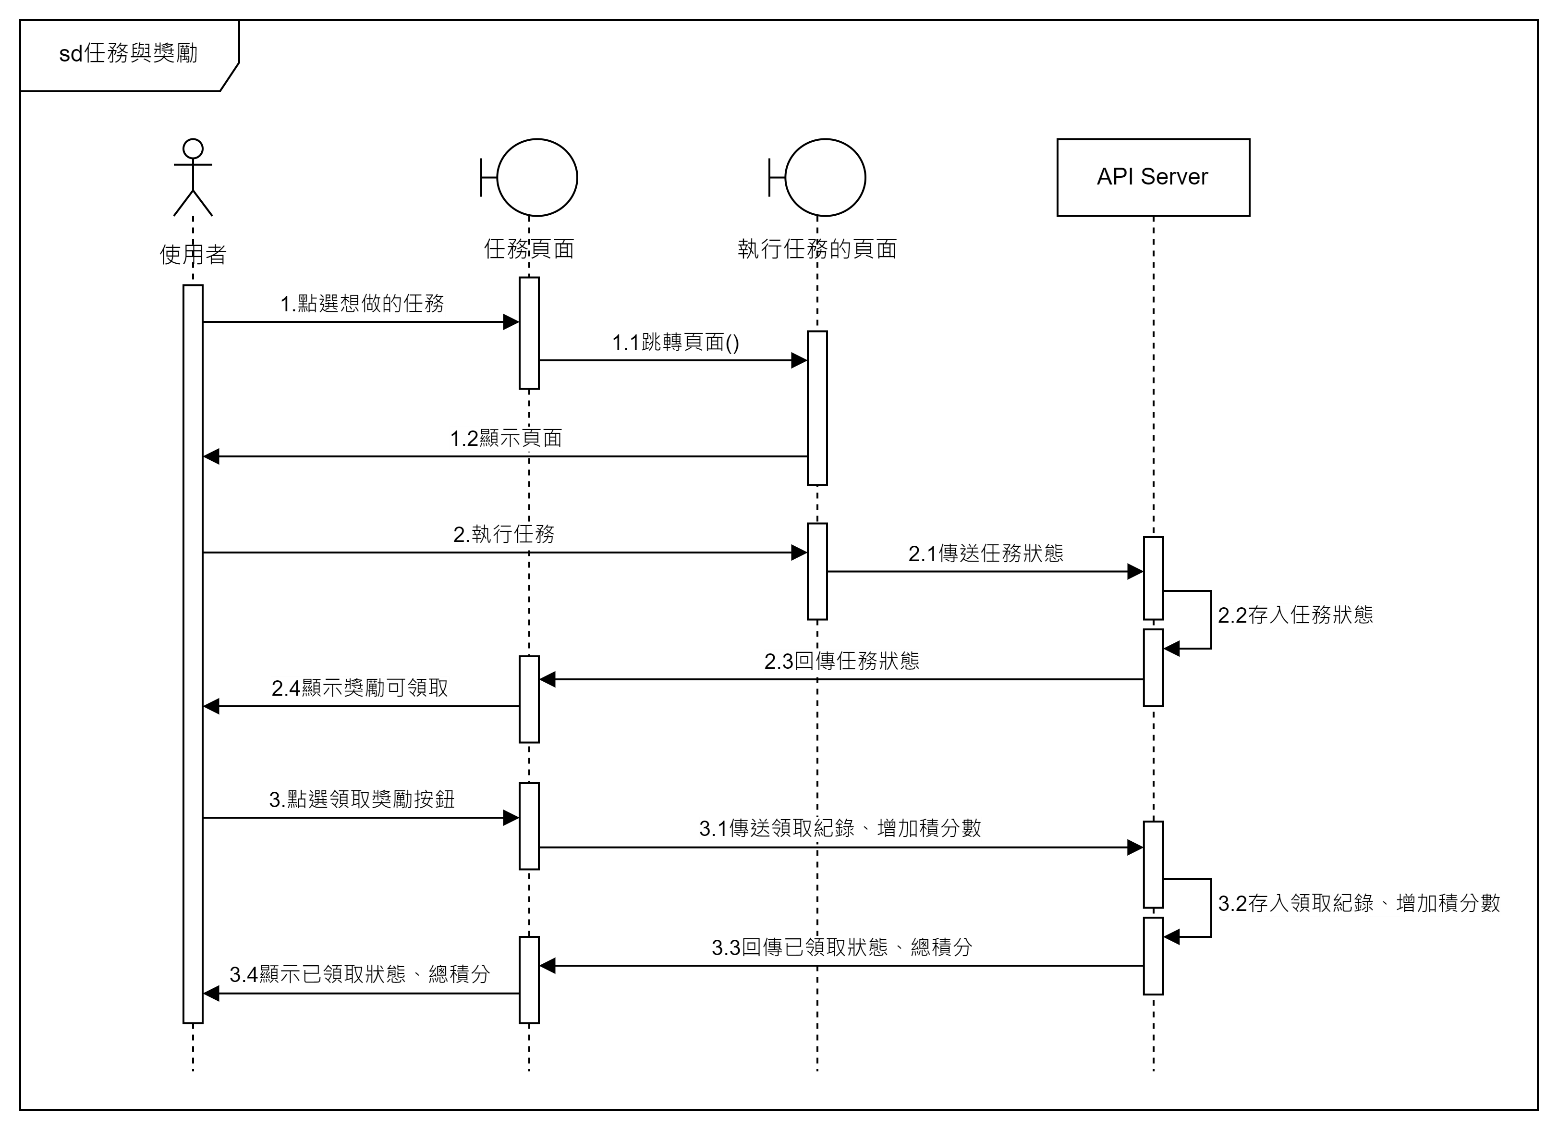 sd任務與獎勵
使用者
任務頁面
執行任務的頁面
API Server
1.點選想做的任務
1.1跳轉頁面()
1.2顯示頁面
2.執行任務
2.1傳送任務狀態
2.2存入任務狀態
2.3回傳任務狀態
2.4顯示獎勵可領取
3.點選領取獎勵按鈕
3.1傳送領取紀錄、增加積分數
3.2存入領取紀錄、增加積分數
3.3回傳已領取狀態、總積分
3.4顯示已領取狀態、總積分